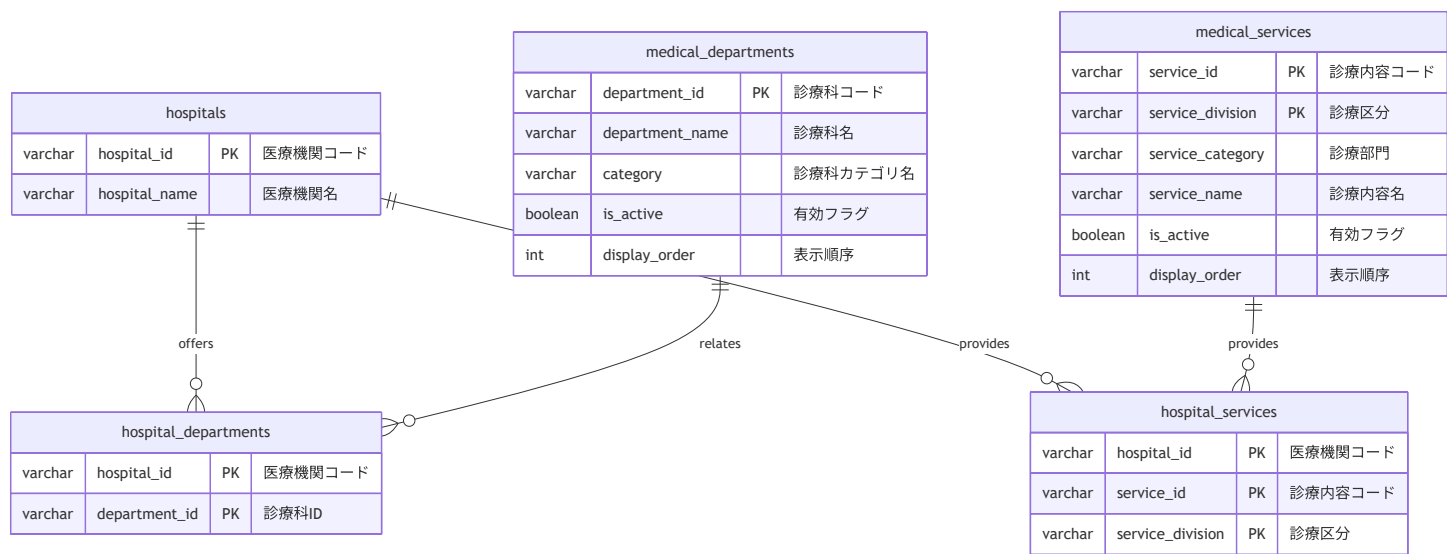 hospitals
varchar hospital_id PK 医療機関コード
varchar hospital_name 医療機関名
medical_departments
varchar department_id PK 診療科コード
varchar department_name 診療科名
varchar category 診療科カテゴリ名
boolean is_active 有効フラグ
int display_order 表示順序
medical_services
varchar service_id PK 診療内容コード
varchar service_division PK 診療区分
varchar service_category 診療部門
varchar service_name 診療内容名
boolean is_active 有効フラグ
int display_order 表示順序
offers
relates
provides
provides
hospital_departments
varchar hospital_id PK 医療機関コード
varchar department_id PK 診療科ID
hospital_services
varchar hospital_id PK 医療機関コード
varchar service_id PK 診療内容コード
varchar service_division PK 診療区分